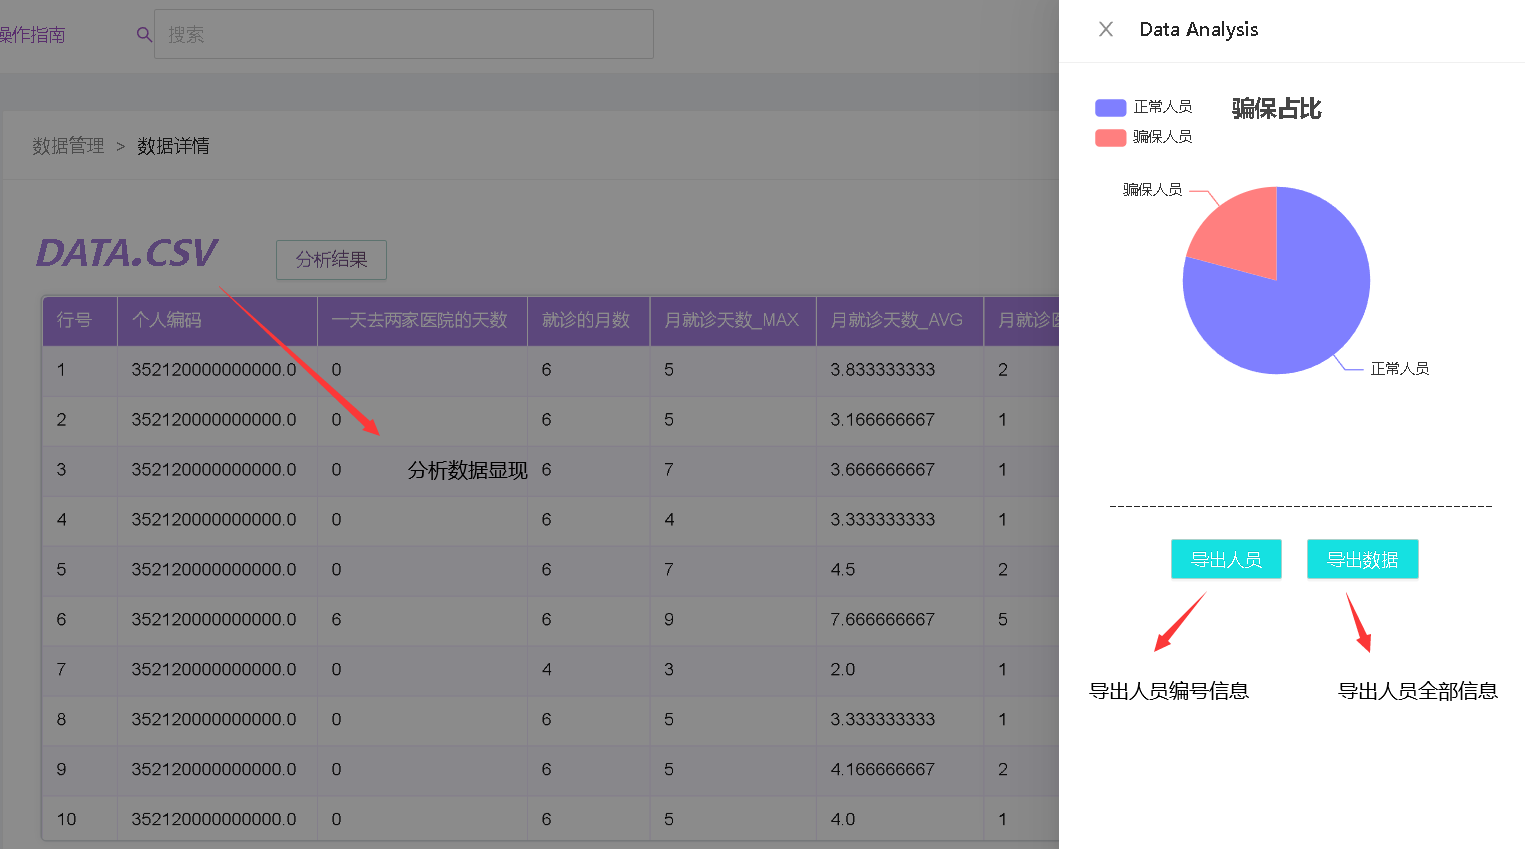 操作指南
搜索
Data Analysis
数据管理 > 数据详情
正常人员
骗保人员
骗保占比
骗保人员
正常人员
DATA.CSV
分析结果
行号 个人编码 一天去两家医院的天数 就诊的月数 月就诊天数_MAX 月就诊天数_AVG 月就诊
1 352120000000000.0 0 6 5 3.833333333 2
2 352120000000000.0 0 6 5 3.166666667 1
3 352120000000000.0 0 6 7 3.666666667 1
分析数据显现
4 352120000000000.0 0 6 4 3.333333333 1
5 352120000000000.0 0 6 7 4.5 2
6 352120000000000.0 6 6 9 7.666666667 5
7 352120000000000.0 0 4 3 2.0 1
8 352120000000000.0 0 6 5 3.333333333 1
9 352120000000000.0 0 6 5 4.166666667 2
10 352120000000000.0 0 6 5 4.0 1
导出人员
导出数据
导出人员编号信息
导出人员全部信息